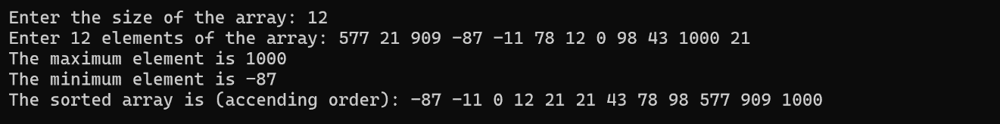 Enter the size of the array: 12
Enter 12 elements of the array: 577 21 909 -87 -11 78 12 0 98 43 1000 21
The maximum element is 1000
The minimum element is -87
The sorted array is (accending order): -87 -11 0 12 21 21 43 78 98 577 909 1000